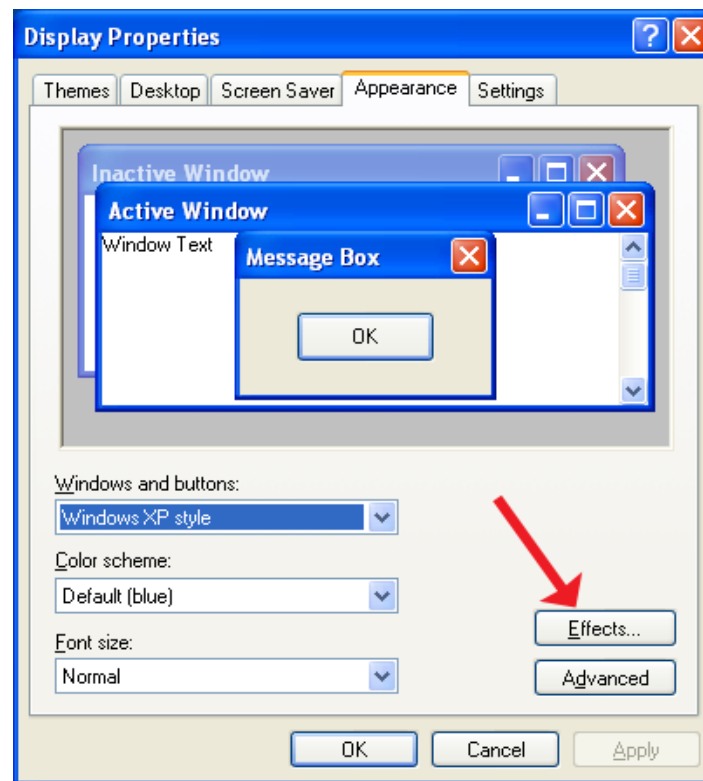 Display Properties
Themes Desktop Screen Saver Appearance Settings
Inactive Window
Active Window
Window Text
Message Box
OK
Windows and buttons:
Windows XP style
Color scheme:
Default (blue)
Effects...
Font size:
Normal
Advanced
OK Cancel Apply